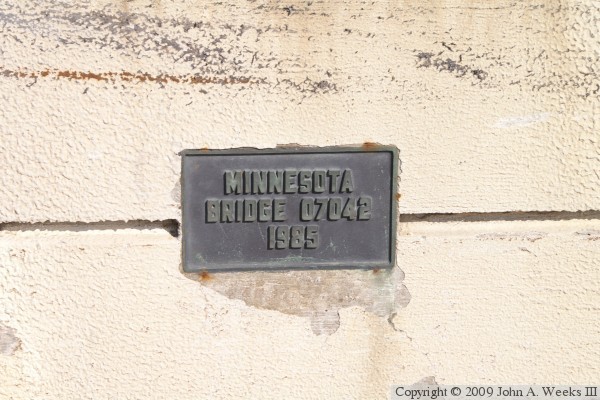 MINNESOTA
BRIDGE 07042
1985
Copyright © 2009 John A. Weeks III